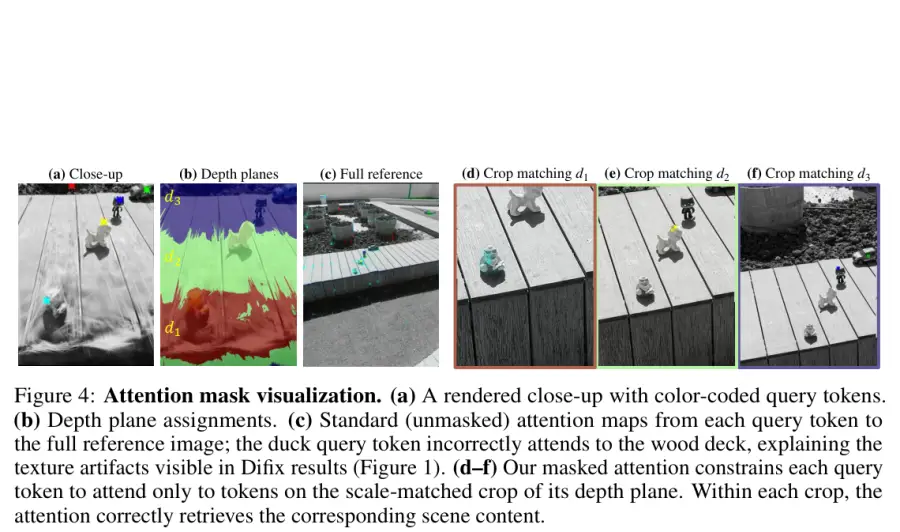 (a) Close-up (b) Depth planes (c) Full reference (d) Crop matching d1 (e) Crop matching d2 (f) Crop matching d3
d3
d2
d1
Figure 4: Attention mask visualization. (a) A rendered close-up with color-coded query tokens.
(b) Depth plane assignments. (c) Standard (unmasked) attention maps from each query token to
the full reference image; the duck query token incorrectly attends to the wood deck, explaining the
texture artifacts visible in Difix results (Figure 1). (d–f) Our masked attention constrains each query
token to attend only to tokens on the scale-matched crop of its depth plane. Within each crop, the
attention correctly retrieves the corresponding scene content.